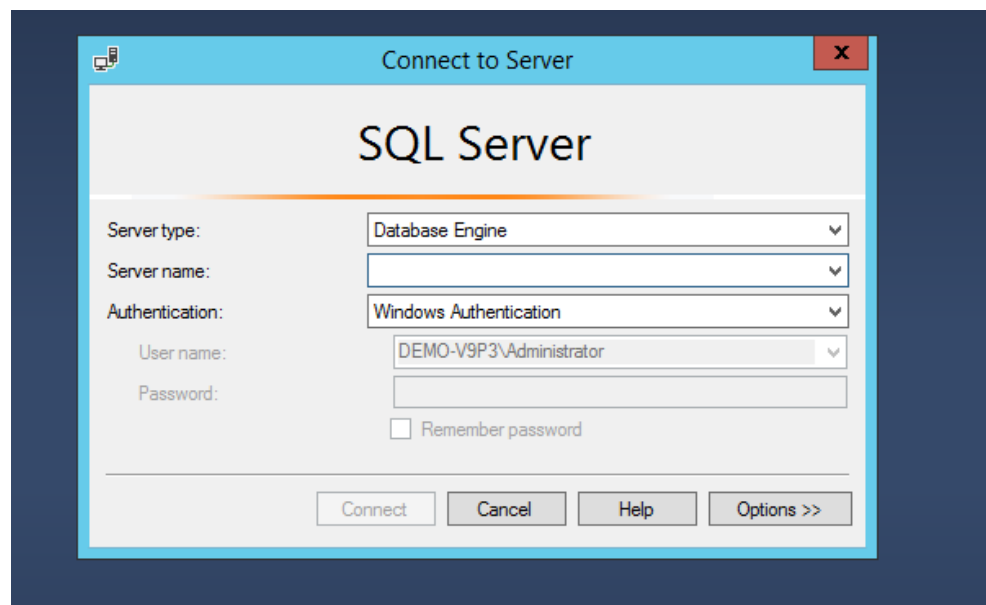 Connect to Server
x
SQL Server
Server type: Database Engine
Server name:
Authentication: Windows Authentication
User name: DEMO-V9P3\Administrator
Password:
Remember password
Connect Cancel Help Options >>